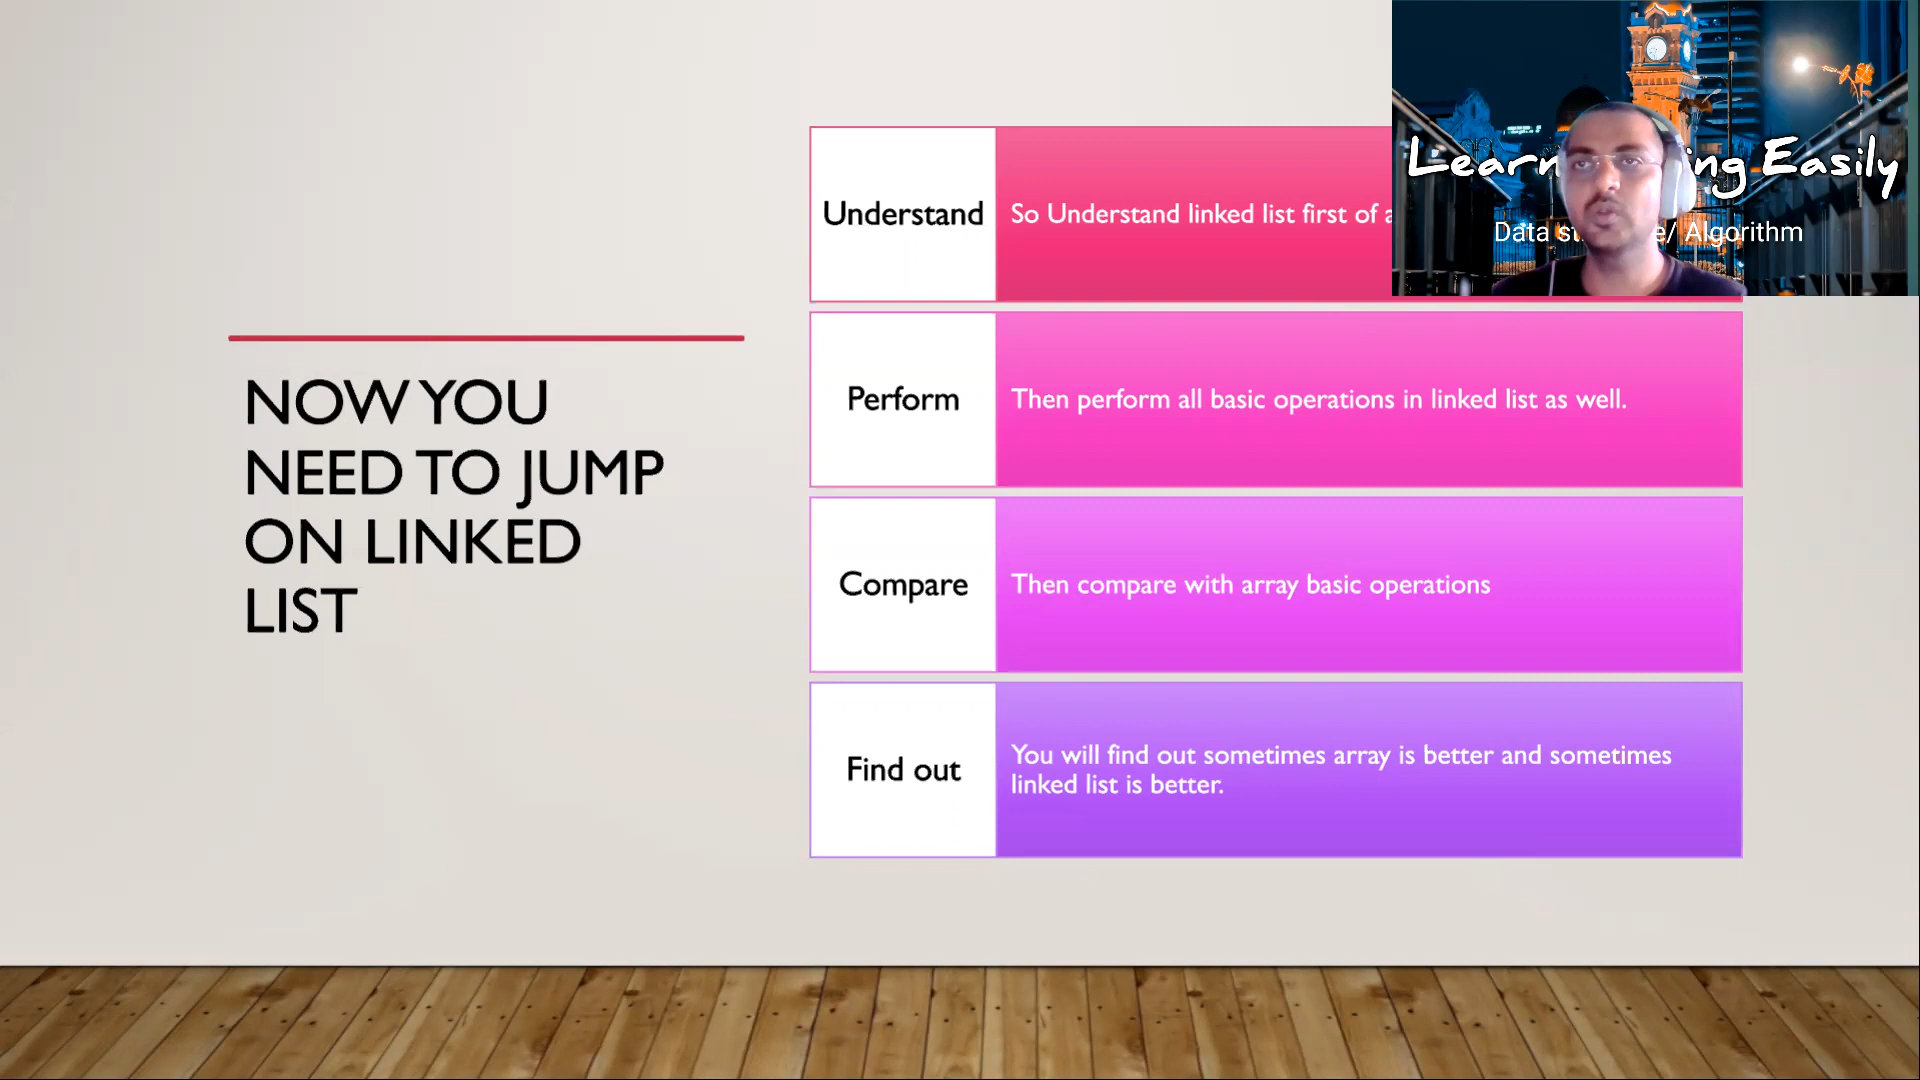 NOW YOU
NEED TO JUMP
ON LINKED
LIST
Understand
So Understand linked list first of
Perform
Then perform all basic operations in linked list as well.
Compare
Then compare with array basic operations
Find out
You will find out sometimes array is better and sometimes
linked list is better.
Easily
Data Algorithm